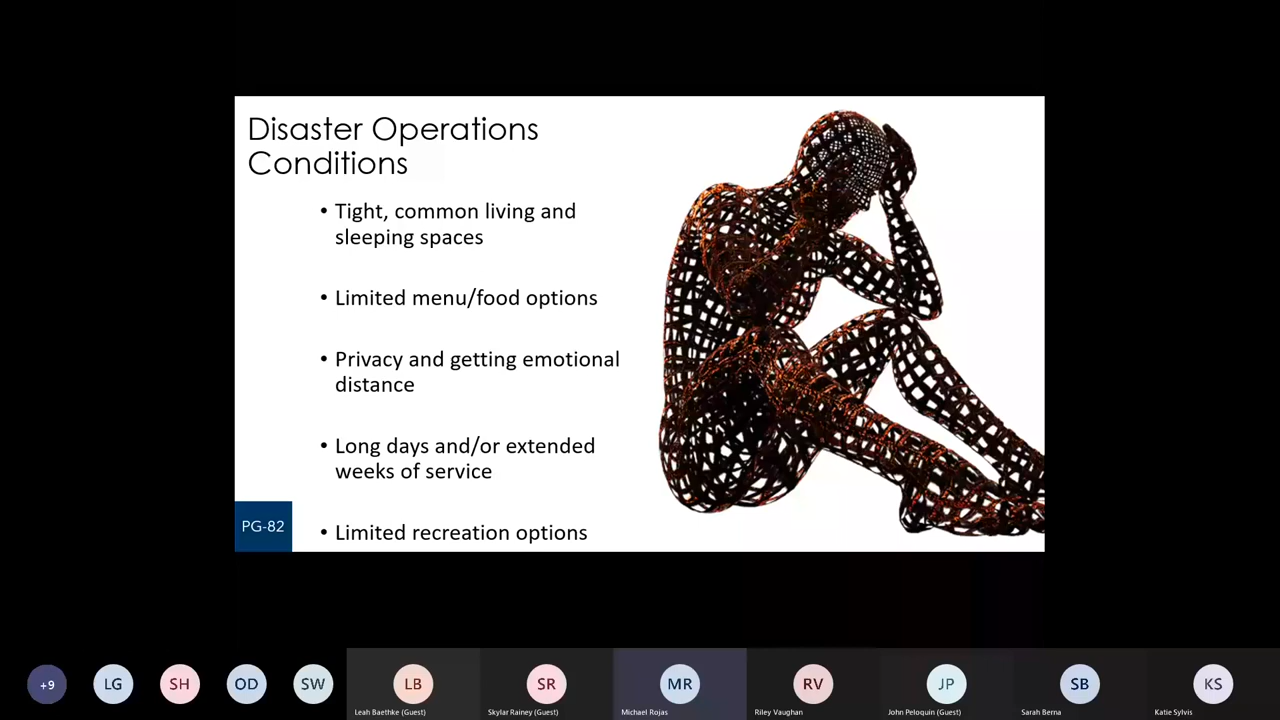 Disaster Operations
Conditions
• Tight, common living and
sleeping spaces
• Limited menu/food options
• Privacy and getting emotional
distance
• Long days and/or extended
weeks of service
• Limited recreation options
PG-82
+9
LG
SH
OD
SW
LB
SR
MR
RV
JP
SB
KS
Leah Baethke (Guest)
Skylar Rainey (Guest)
Michael Rojas
Riley Vaughan
John Peloquin (Guest)
Sarah Berna
Katie Sylvis